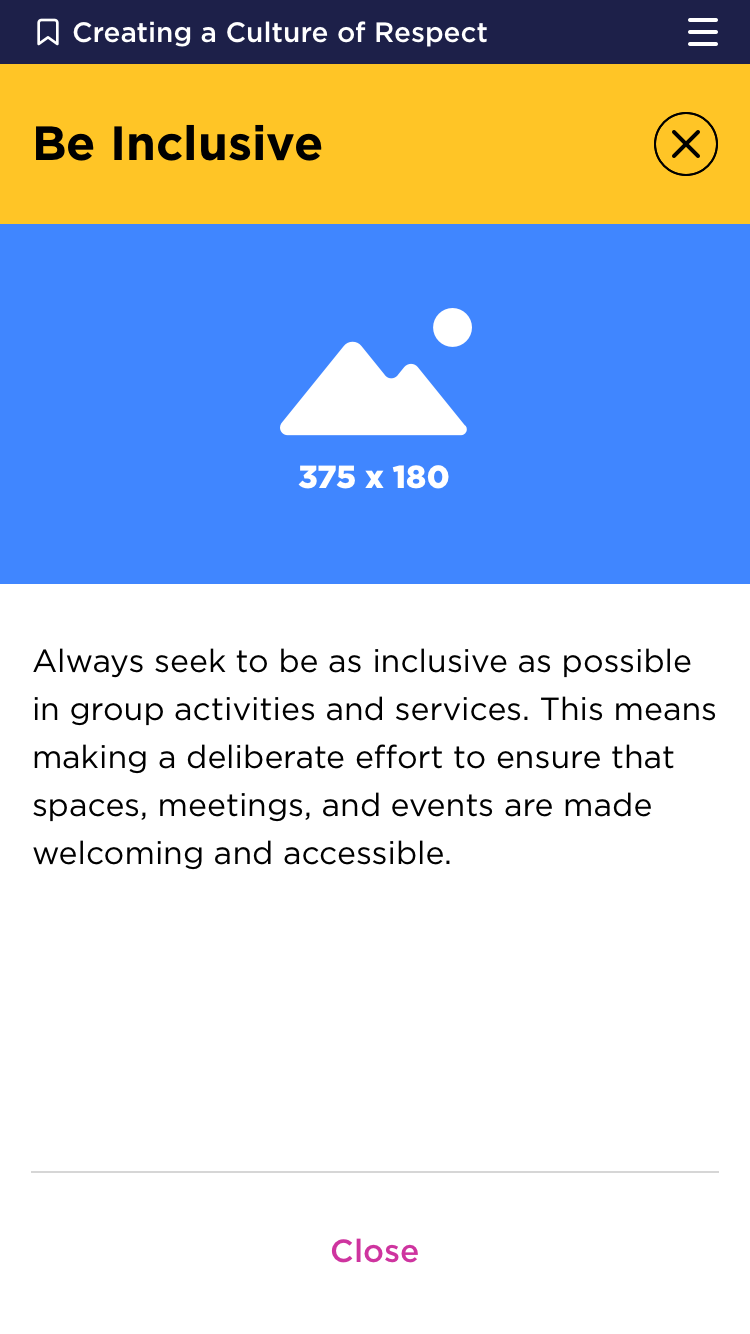 Creating a Culture of Respect
Be Inclusive
375 x 180
Always seek to be as inclusive as possible
in group activities and services. This means
making a deliberate effort to ensure that
spaces, meetings, and events are made
welcoming and accessible.
Close